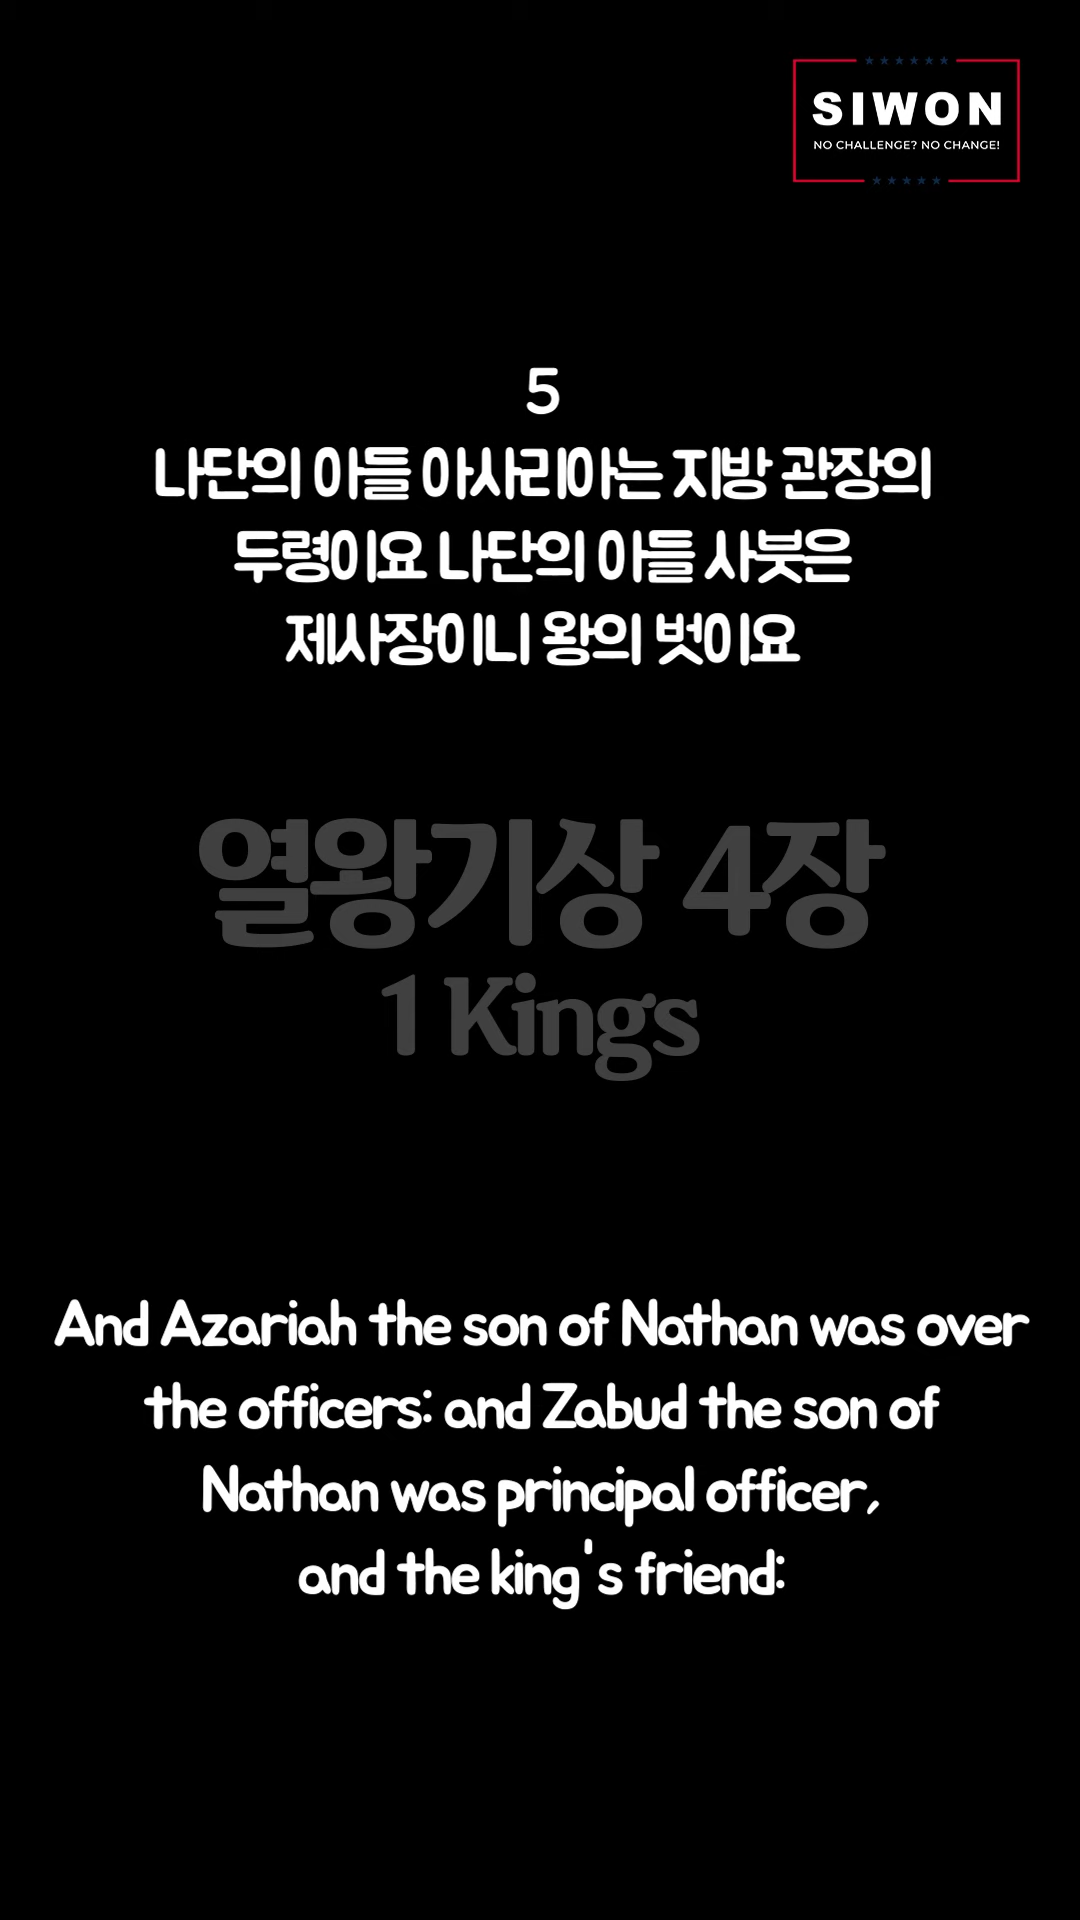 SIWON
NO CHALLENGE? NO CHANGE!
5
나단의 아들 아사리아는 지방 관장의
두령이요 나단의 아들 사붓은
제사장이니 왕의 벗이요
열왕기상 4장
1 Kings
And Azariah the son of Nathan was over
the officers: and Zabud the son of
Nathan was principal officer,
and the king's friend: